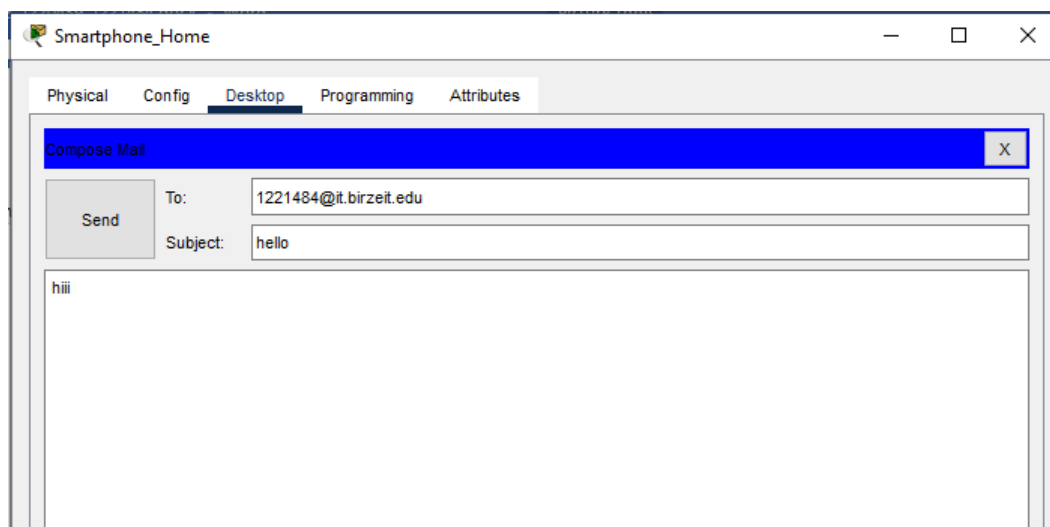 Smartphone_Home
Physical Config Desktop Programming Attributes
Compose Mail X
Send
To: 1221484@it.birzeit.edu
Subject: hello
hiii